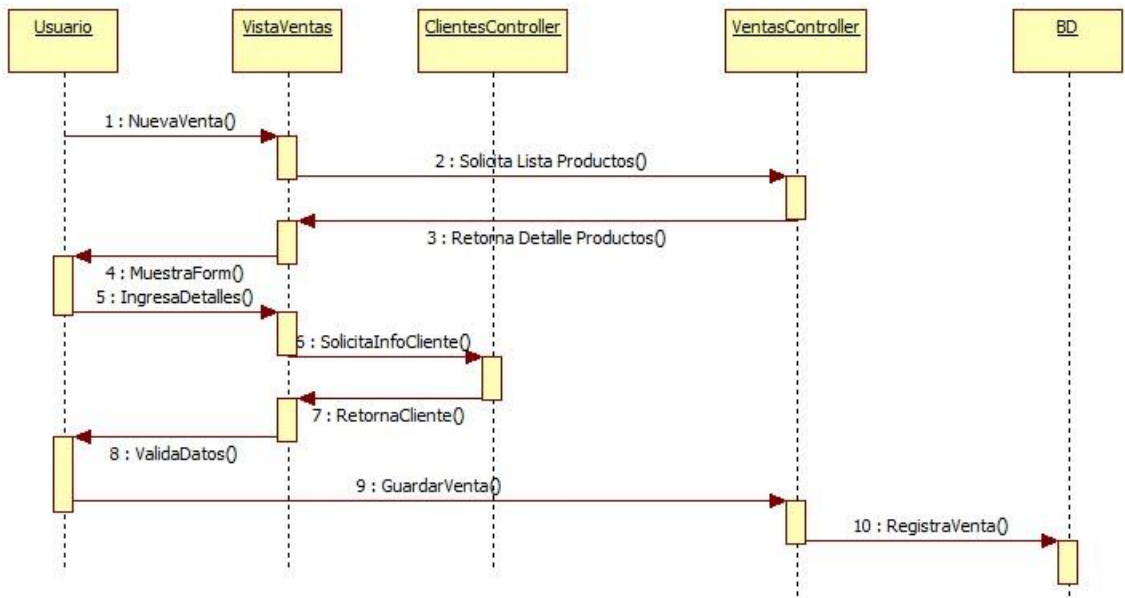 Usuario
VistaVentas
ClientesController
VentasController
BD
1 : NuevaVenta()
2 : Solicita Lista Productos()
3 : Retorna Detalle Productos()
4 : MuestraForm()
5 : IngresaDetalles()
6 : SolicitaInfoCliente()
7 : RetornaCliente()
8 : ValidaDatos()
9 : GuardarVenta()
10 : RegistraVenta()